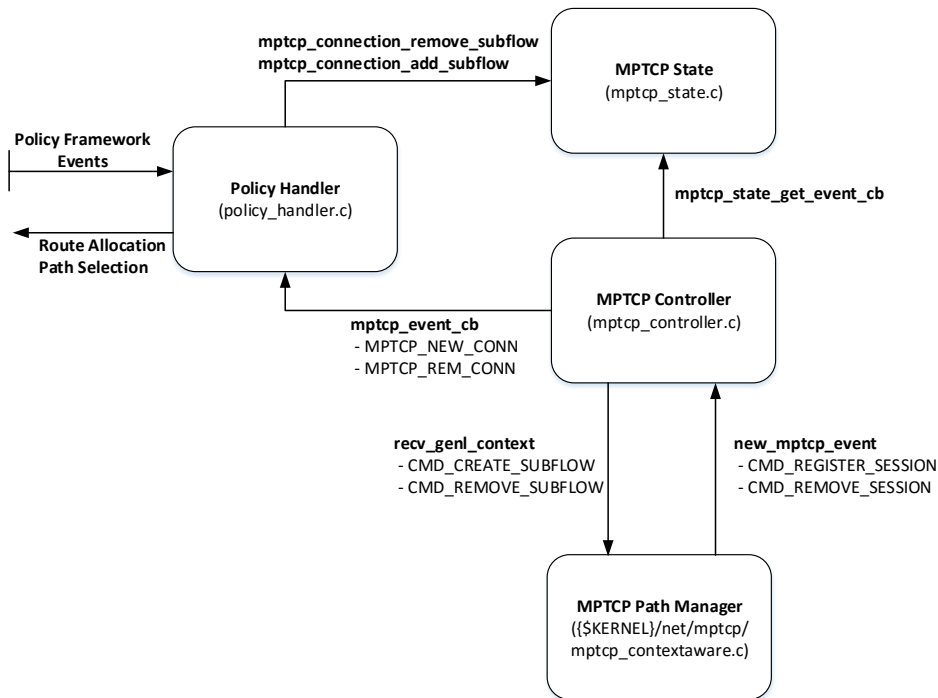 mptcp_connection_remove_subflow
mptcp_connection_add_subflow
MPTCP State
(mptcp_state.c)
Policy Framework
Events
Policy Handler
(policy_handler.c)
mptcp_state_get_event_cb
Route Allocation
Path Selection
MPTCP Controller
(mptcp_controller.c)
mptcp_event_cb
- MPTCP_NEW_CONN
- MPTCP_REM_CONN
recv_genl_context
- CMD_CREATE_SUBFLOW
- CMD_REMOVE_SUBFLOW
new_mptcp_event
- CMD_REGISTER_SESSION
- CMD_REMOVE_SESSION
MPTCP Path Manager
({$KERNEL}/net/mptcp/
mptcp_contextaware.c)